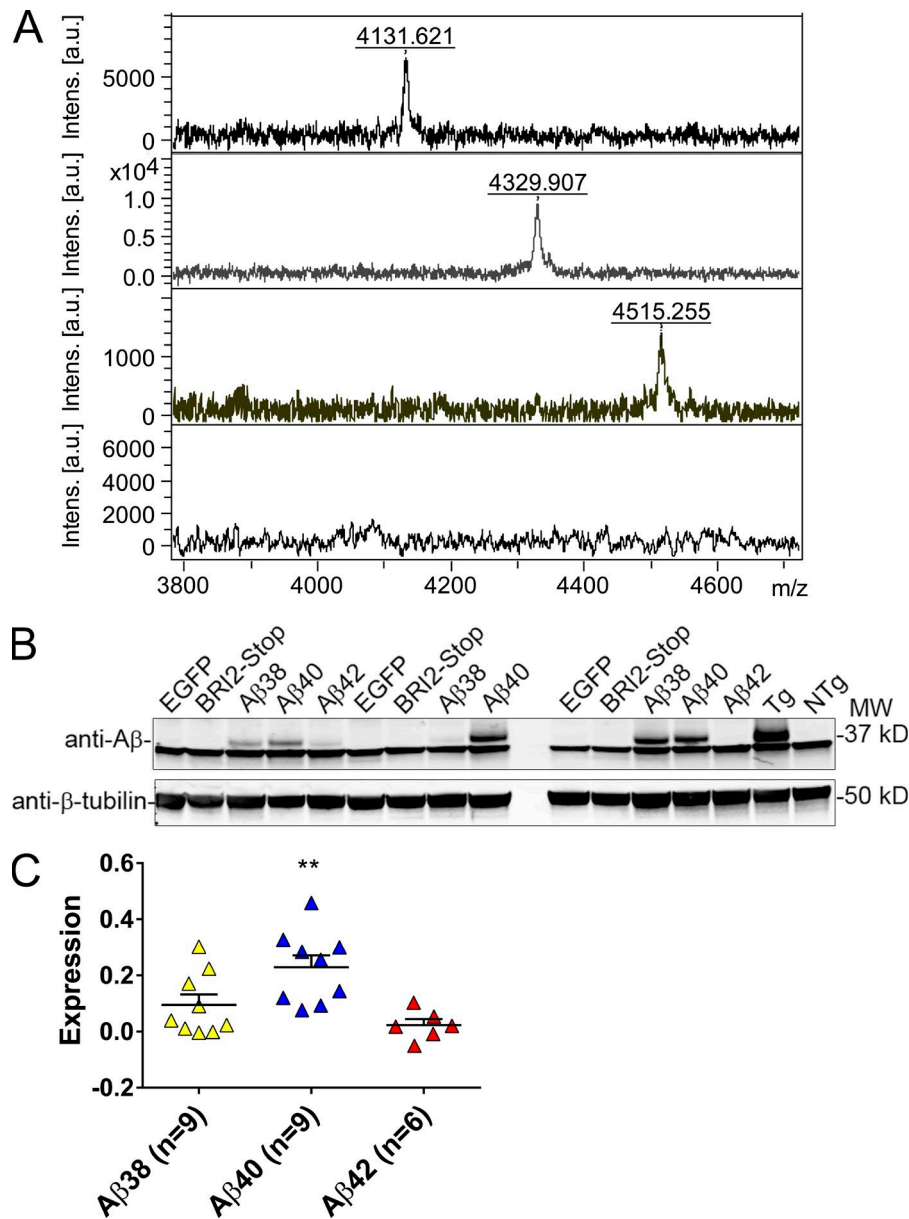 A
Intens. [a.u.]
4131.621
5000
0
Intens. [a.u.]
x10⁴
4329.907
1.0
0.5
0.0
Intens. [a.u.]
4515.255
1000
0
Intens. [a.u.]
6000
4000
2000
0
3800 4000 4200 4400 4600 m/z
B
EGFP BRI2-Stop Aβ38 Aβ40 Aβ42 EGFP BRI2-Stop Aβ38 Aβ40 EGFP BRI2-Stop Aβ38 Aβ40 Aβ42 Tg NTg MW
anti-Aβ- -37 kD
anti-β-tubilin- -50 kD
C
Expression
**
0.6
0.4
0.2
0.0
-0.2
Aβ38 (n=9) Aβ40 (n=9) Aβ42 (n=6)